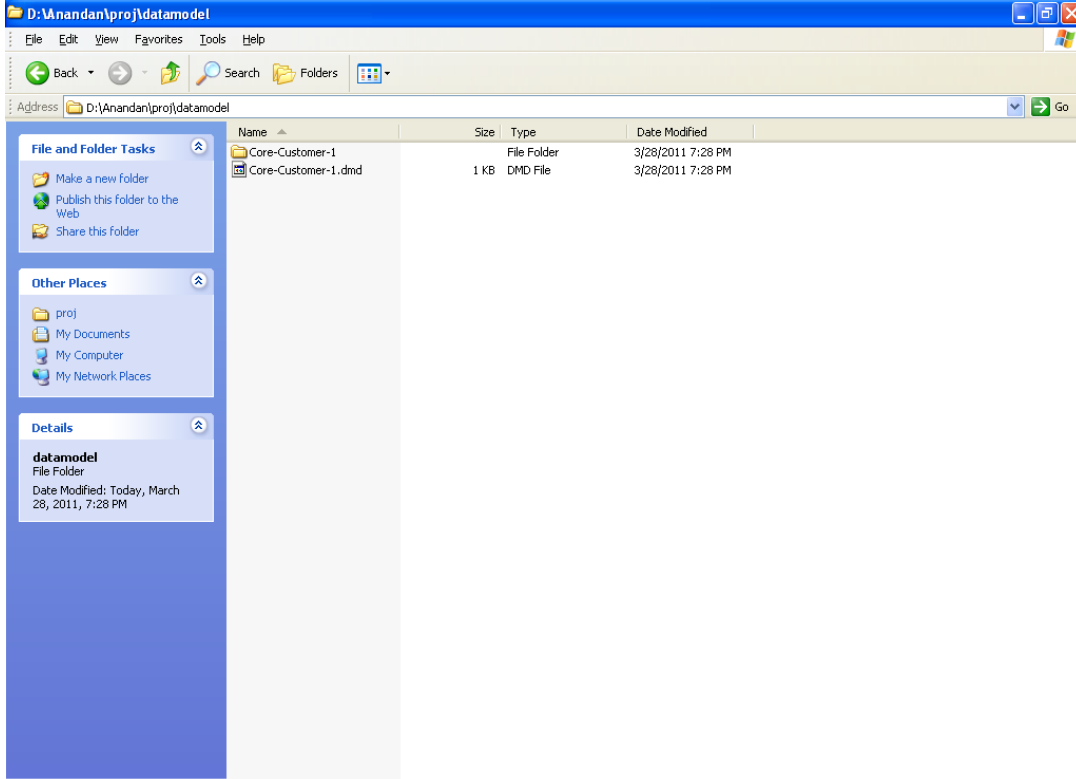 D:\Anandan\proj\datamodel
File Edit View Favorites Tools Help
Back Search Folders
Address D:\Anandan\proj\datamodel Go
File and Folder Tasks
Make a new folder
Publish this folder to the
Web
Share this folder
Other Places
proj
My Documents
My Computer
My Network Places
Details
datamodel
File Folder
Date Modified: Today, March
28, 2011, 7:28 PM
Name Size Type Date Modified
Core-Customer-1 File Folder 3/28/2011 7:28 PM
Core-Customer-1.dmd 1 KB DMD File 3/28/2011 7:28 PM